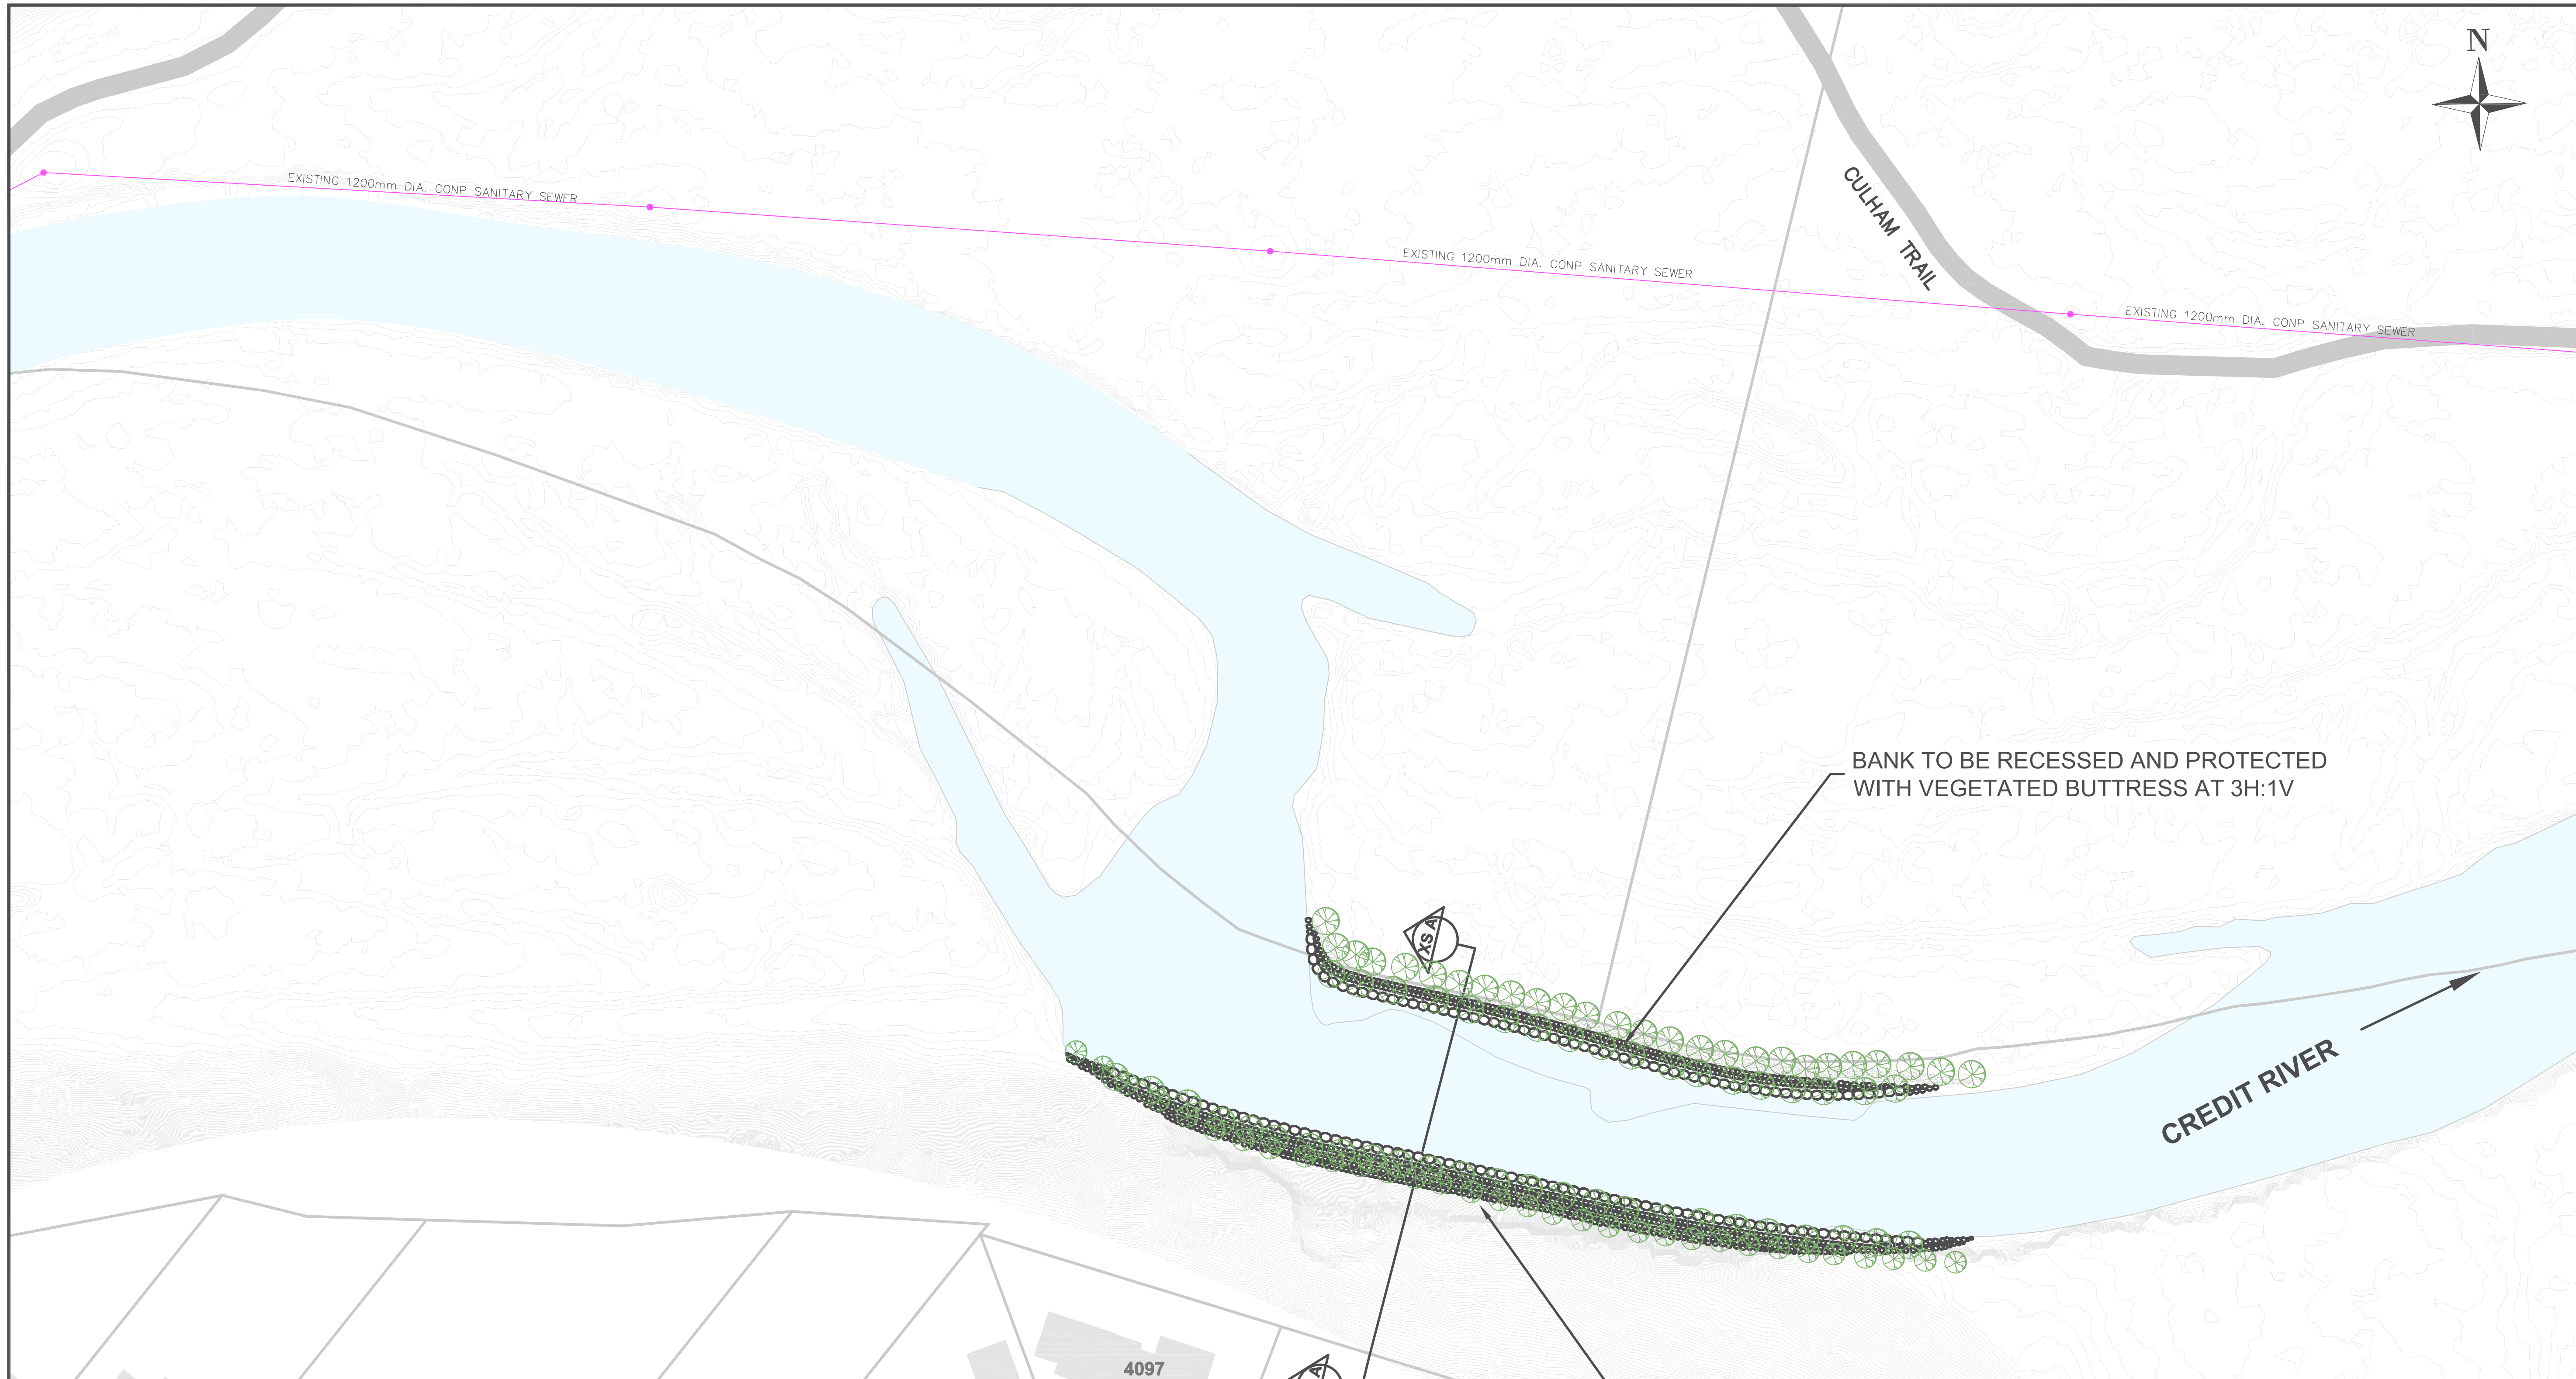 N
EXISTING 1200mm DIA. CONP SANITARY SEWER
EXISTING 1200mm DIA. CONP SANITARY SEWER
EXISTING 1200mm DIA. CONP SANITARY SEWER
CULHAM TRAIL
BANK TO BE RECESSED AND PROTECTED
WITH VEGETATED BUTTRESS AT 3H:1V
XS A
CREDIT RIVER
4097
A